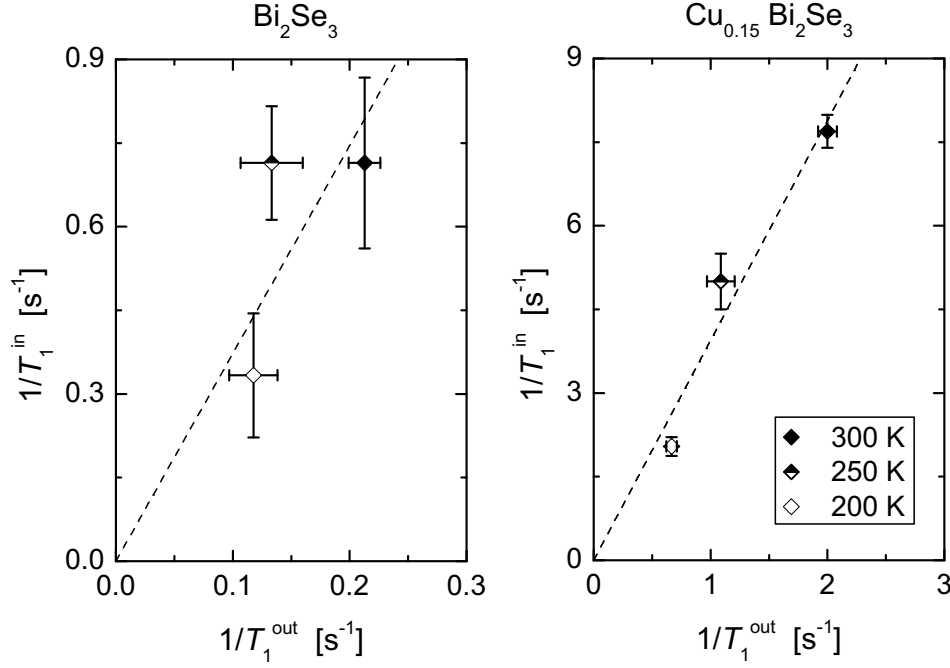 Bi₂Se₃
0.9
0.6
0.3
0.0
1/T₁ⁱⁿ [s⁻¹]
0.0 0.1 0.2 0.3
1/T₁ᵒᵘᵗ [s⁻¹]
Cu₀.₁₅ Bi₂Se₃
9
6
3
0
1/T₁ⁱⁿ [s⁻¹]
300 K
250 K
200 K
0 1 2 3
1/T₁ᵒᵘᵗ [s⁻¹]